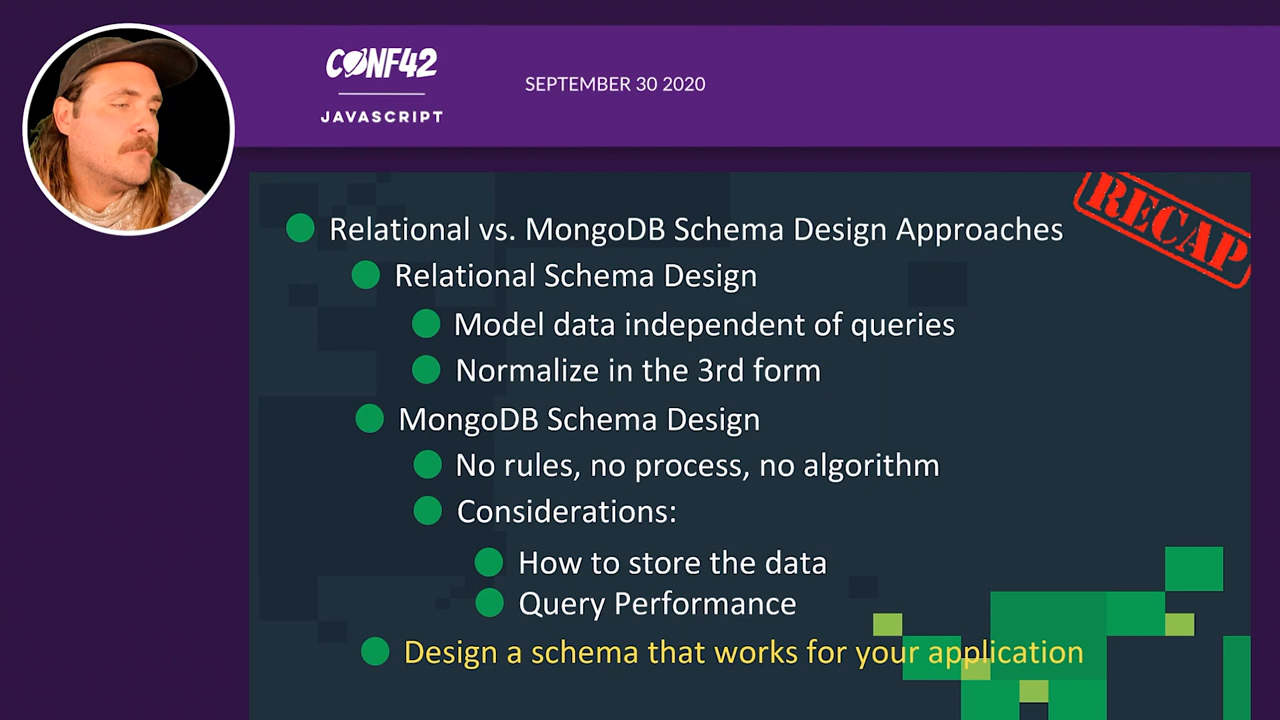 CONF42
JAVASCRIPT
SEPTEMBER 30 2020
RECAP
Relational vs. MongoDB Schema Design Approaches
Relational Schema Design
Model data independent of queries
Normalize in the 3rd form
MongoDB Schema Design
No rules, no process, no algorithm
Considerations:
How to store the data
Query Performance
Design a schema that works for your application